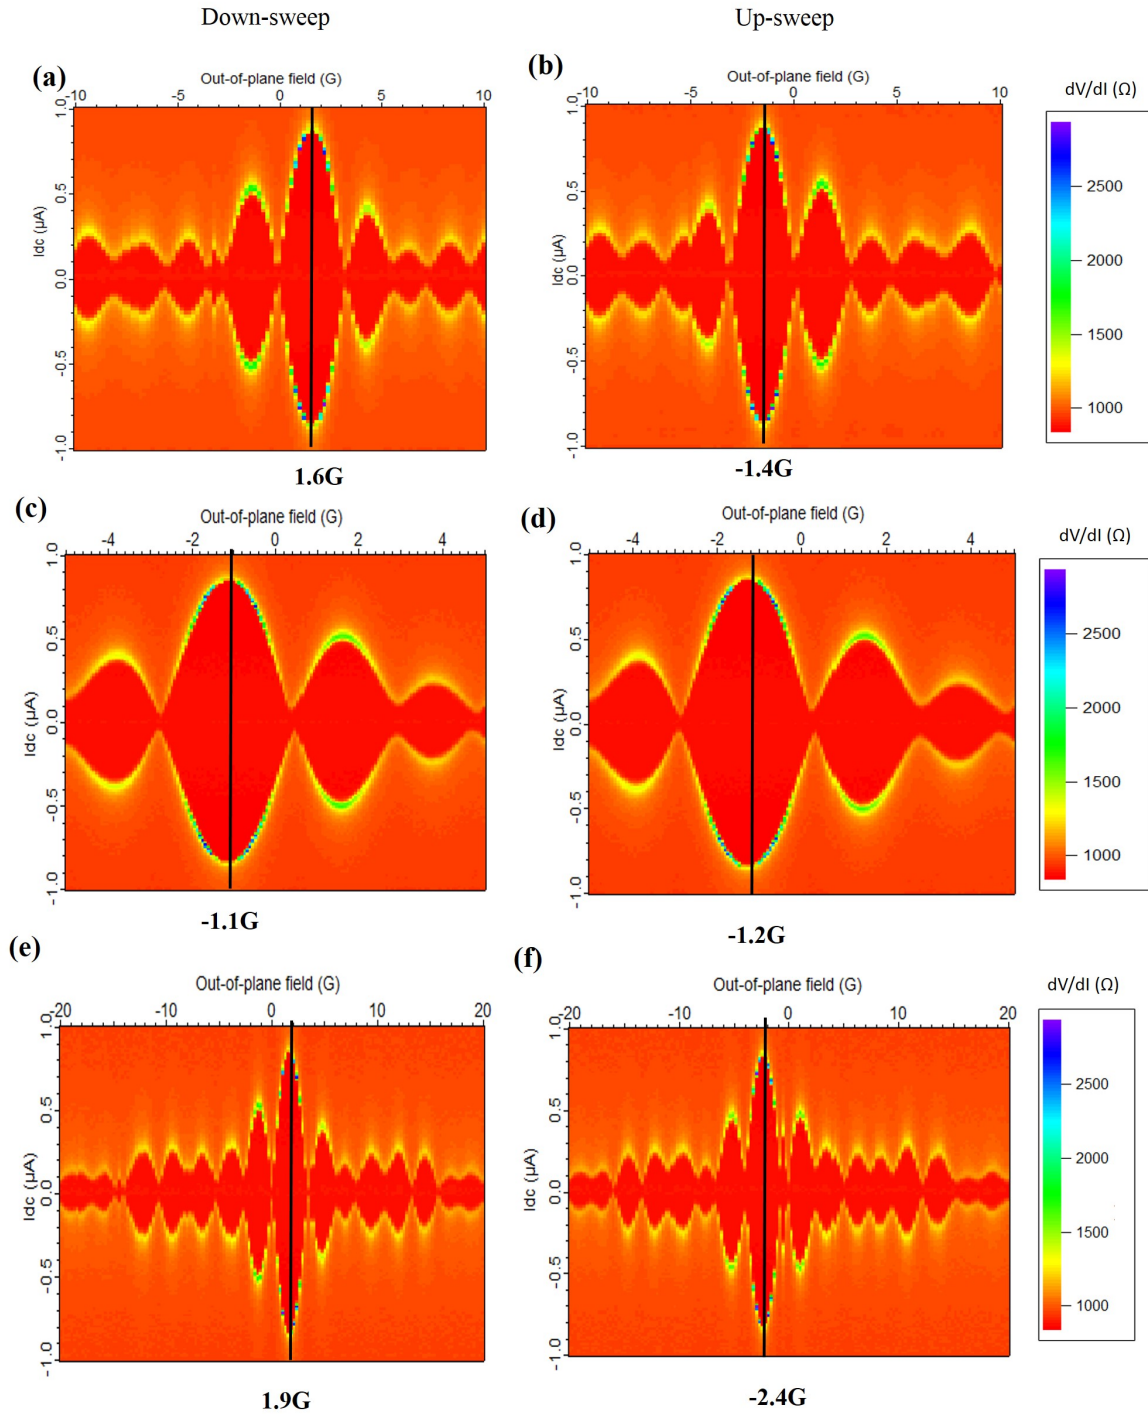 Down-sweep
Up-sweep
(a)
Out-of-plane field (G)
-10 -5 0 5 10
Idc (µA)
1.0
0.5
0.0
-0.5
-1.0
1.6G
(b)
Out-of-plane field (G)
-10 -5 0 5 10
Idc (µA)
1.0
0.5
0.0
-0.5
-1.0
-1.4G
dV/dI (Ω)
2500
2000
1500
1000
(c)
Out-of-plane field (G)
-4 -2 0 2 4
Idc (µA)
1.0
0.5
0.0
-0.5
-1.0
-1.1G
(d)
Out-of-plane field (G)
-4 -2 0 2 4
Idc (µA)
1.0
0.5
0.0
-0.5
-1.0
-1.2G
dV/dI (Ω)
2500
2000
1500
1000
(e)
Out-of-plane field (G)
-20 -10 0 10 20
Idc (µA)
1.0
0.5
0.0
-0.5
-1.0
1.9G
(f)
Out-of-plane field (G)
-20 -10 0 10 20
Idc (µA)
1.0
0.5
0.0
-0.5
-1.0
-2.4G
dV/dI (Ω)
2500
2000
1500
1000